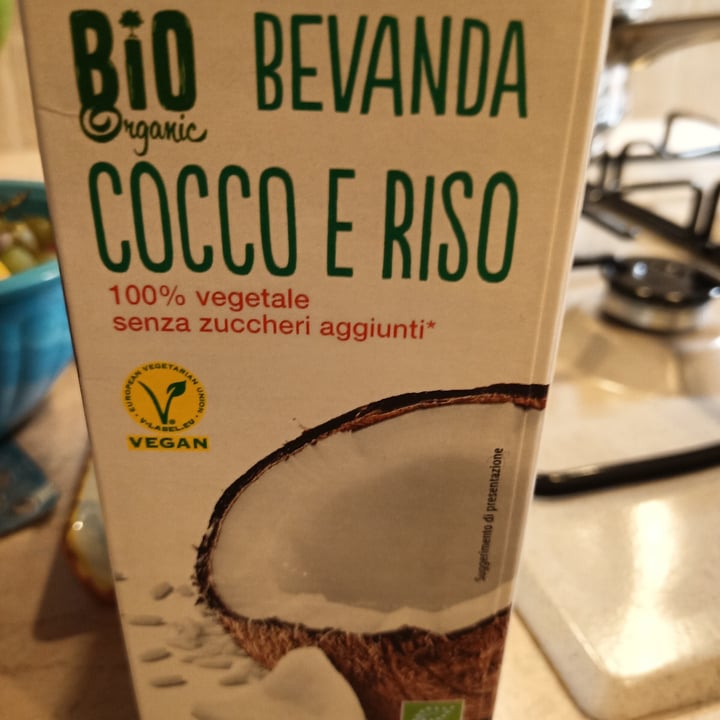 BiO
Organic
BEVANDA
COCCO E RISO
100% vegetale
senza zuccheri aggiunti*
EUROPEAN VEGETARIAN UNION
V-LABEL.EU
VEGAN
Suggerimento di presentazione